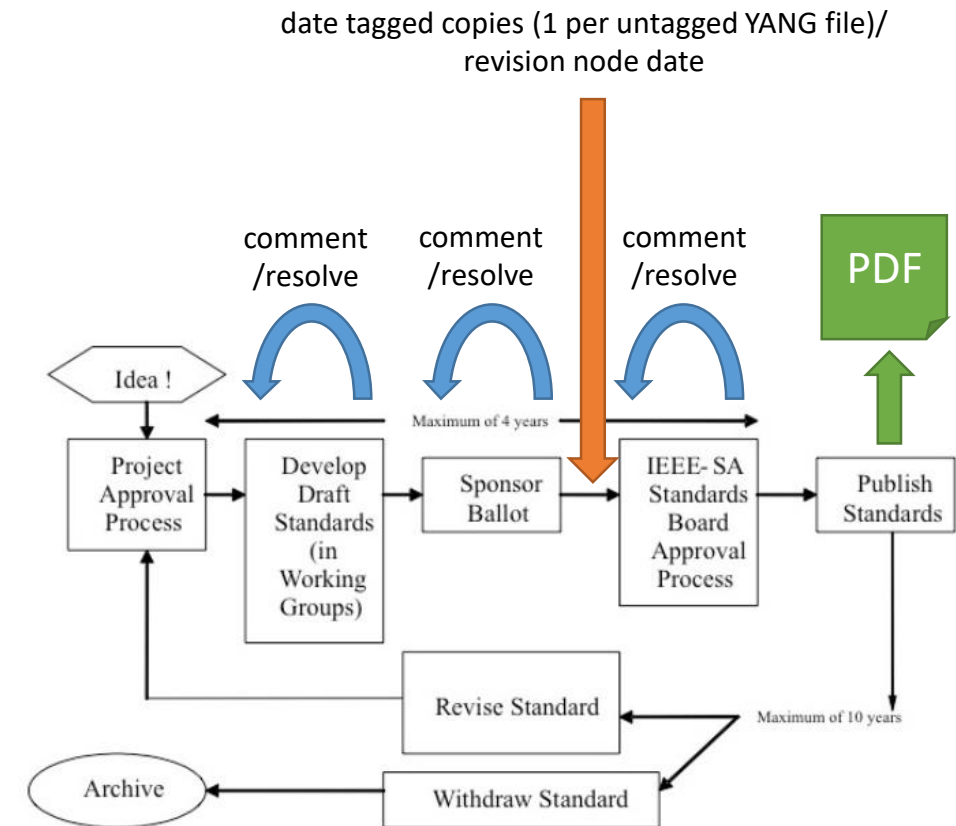 date tagged copies (1 per untagged YANG file)/
revision node date
comment
/resolve
comment
/resolve
comment
/resolve
PDF
Idea !
Maximum of 4 years
Project
Approval
Process
Develop
Draft
Standards
(in
Working
Groups)
Sponsor
Ballot
IEEE- SA
Standards
Board
Approval
Process
Publish
Standards
Revise Standard
Maximum of 10 years
Archive
Withdraw Standard